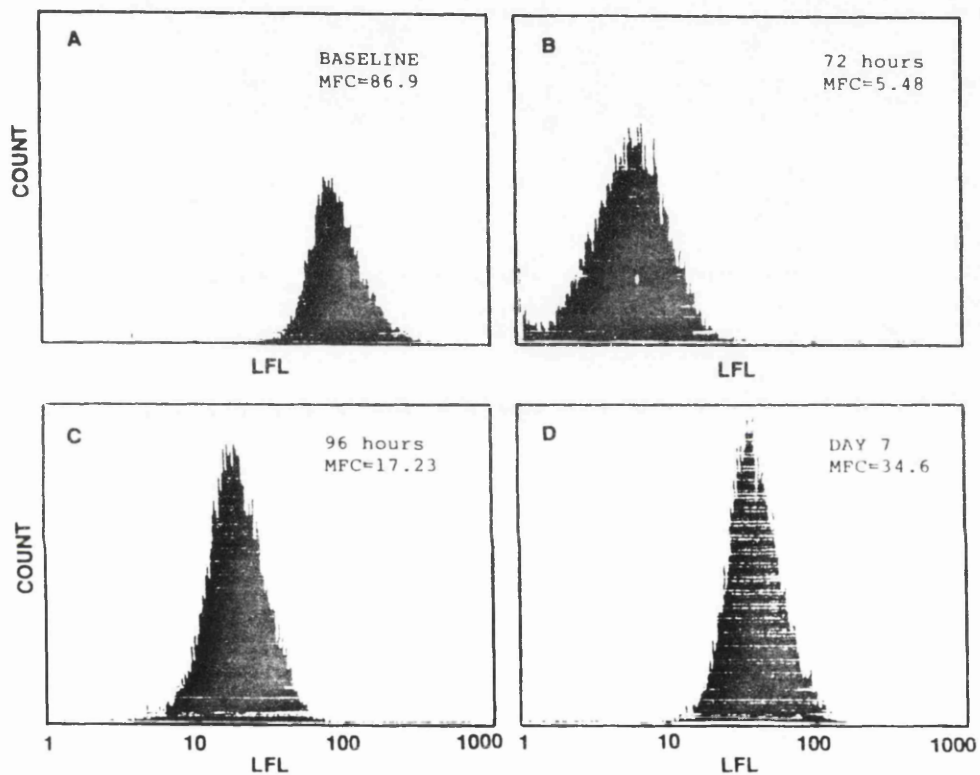 A
BASELINE
MFC=86.9
COUNT
LFL
B
72 hours
MFC=5.48
LFL
C
96 hours
MFC=17.23
COUNT
1 10 100 1000
LFL
D
DAY 7
MFC=34.6
1 10 100 1000
LFL